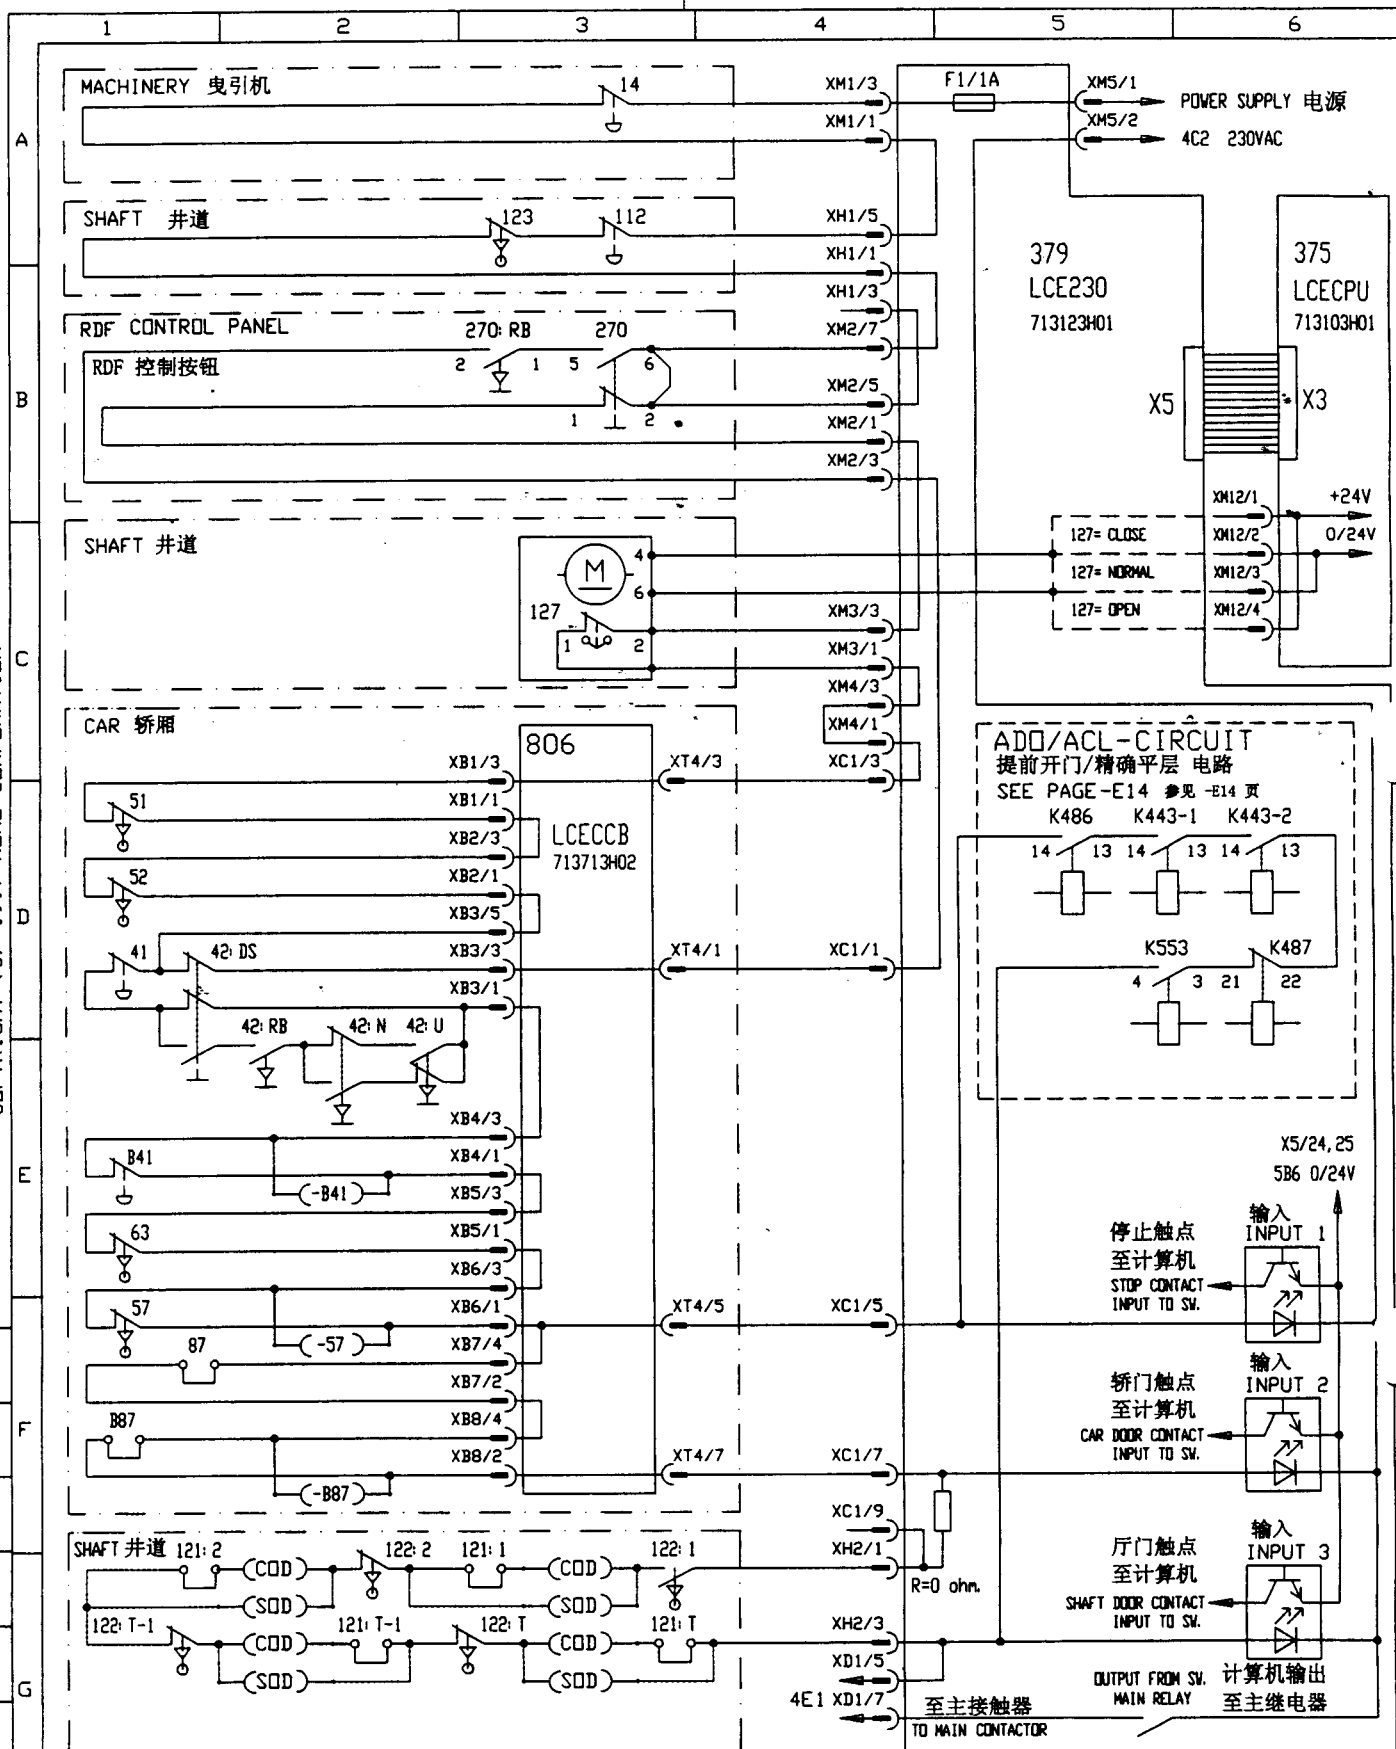 1 2 3 4 5 6
A
MACHINERY 曳引机
14
XM1/3
XM1/1
F1/1A
XM5/1
POWER SUPPLY 电源
XM5/2
4C2 230VAC
SHAFT 井道
123
112
XH1/5
XH1/1
XH1/3
379
LCE230
713123H01
375
LCECPU
713103H01
B
RDF CONTROL PANEL
RDF 控制按钮
270:RB
270
2 1 5 6
1 2
XM2/7
XM2/5
XM2/1
XM2/3
X5
X3
C
SHAFT 井道
M
4
6
127
1 2
XM3/3
XM3/1
XM4/3
XM4/1
127= CLOSE
127= NORMAL
127= OPEN
XM12/1
XM12/2
XM12/3
XM12/4
+24V
0/24V
CAR 轿厢
806
LCECCB
713713H02
XB1/3
XT4/3
XC1/3
D
51
XB1/1
XB2/3
52
XB2/1
XB3/5
41
42:DS
XB3/3
XT4/1
XC1/1
XB3/1
42:RB
42:N
42:U
ADO/ACL-CIRCUIT
提前开门/精确平层 电路
SEE PAGE-E14 参见 -E14 页
K486 K443-1 K443-2
14 13 14 13 14 13
K553 K487
4 3 21 22
E
XB4/3
B41
XB4/1
-B41
XB5/3
63
XB5/1
XB6/3
57
XB6/1
-57
XT4/5
XC1/5
X5/24,25
5B6 0/24V
输入
INPUT 1
停止触点
至计算机
STOP CONTACT
INPUT TO SW.
F
87
XB7/4
XB7/2
B87
XB8/4
XB8/2
-B87
XT4/7
XC1/7
输入
INPUT 2
轿门触点
至计算机
CAR DOOR CONTACT
INPUT TO SW.
XC1/9
XH2/1
R=0 ohm.
SHAFT 井道
121:2
COD
122:2
121:1
COD
122:1
SOD
SOD
输入
INPUT 3
厅门触点
至计算机
SHAFT DOOR CONTACT
INPUT TO SW.
G
122:T-1
COD
121:T-1
122:T
COD
121:T
SOD
SOD
XH2/3
XD1/5
4E1 XD1/7
至主接触器
TO MAIN CONTACTOR
OUTPUT FROM SW.
MAIN RELAY
计算机输出
至主继电器